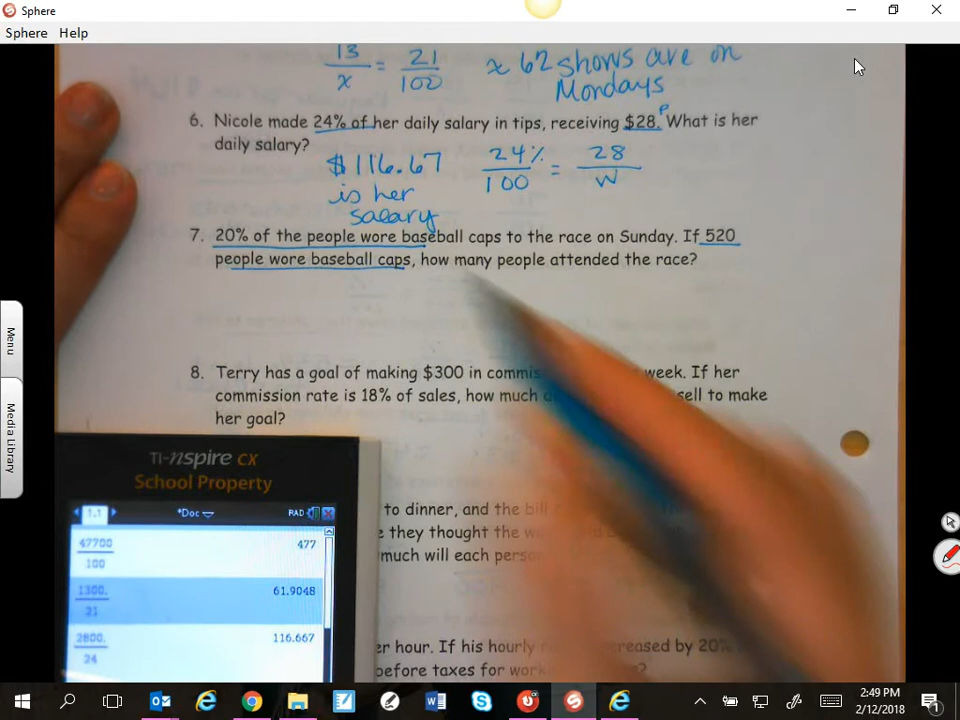 Sphere
Sphere Help
13/x = 21/100 x 62 shows are on
Mondays
6. Nicole made 24% of her daily salary in tips, receiving $28. P What is her
daily salary?
$116.67
is her
salary
24%/100 = 28/W
7. 20% of the people wore baseball caps to the race on Sunday. If 520
people wore baseball caps, how many people attended the race?
8. Terry has a goal of making $300 in week. If her
commission rate is 18% of sales, how much sell to make
her goal?
to dinner, and the bill
they thought the
much will each
per hour. If his hourly 20%
before taxes for
Menu
Media Library
TI-nspire CX
School Property
1.1 *Doc RAD
47700/100 477
1300./21 61.9048
2800./24 116.667
2:49 PM
2/12/2018
1